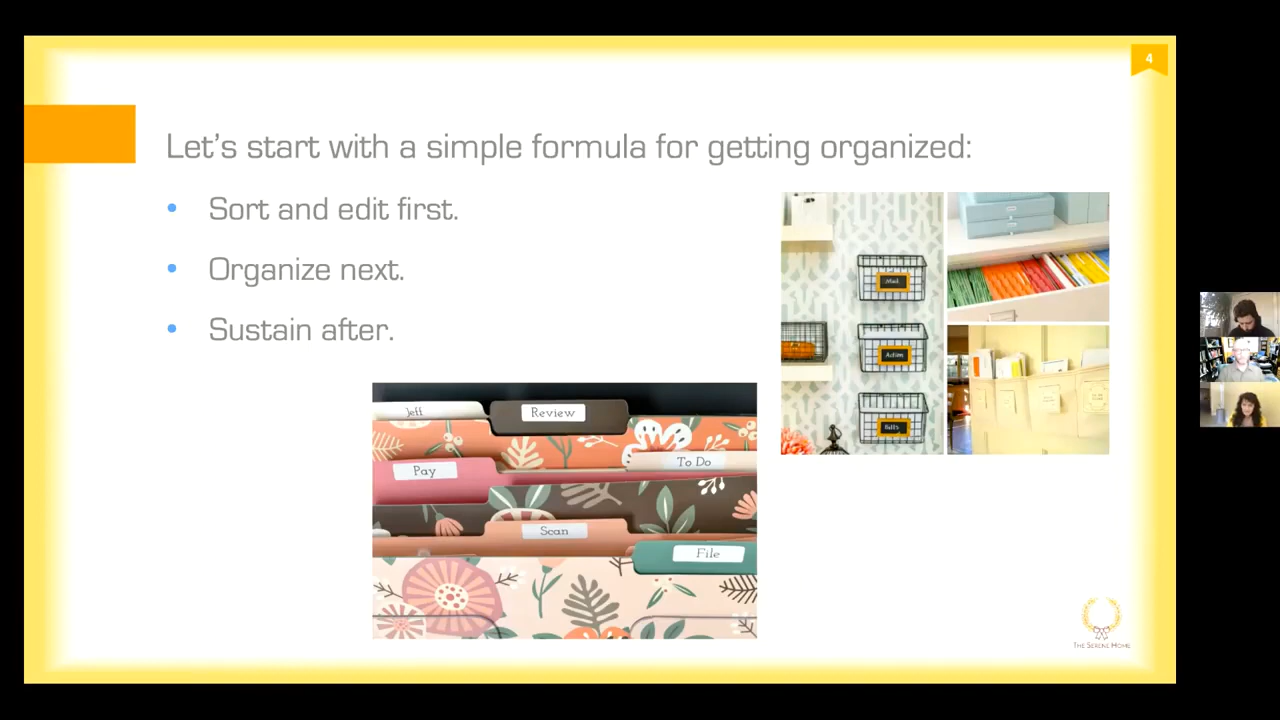 4
Let's start with a simple formula for getting organized:
• Sort and edit first.
• Organize next.
• Sustain after.
Mail
Action
Bills
Jeff
Review
Pay
To Do
Scan
File
The Serene Home